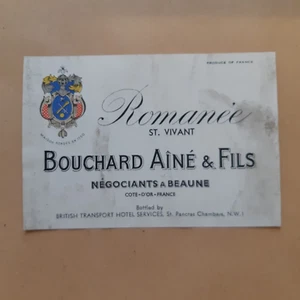 PRODUCE OF FRANCE
Romanée
ST. VIVANT
BOUCHARD AÎNÉ & FILS
NÉGOCIANTS A BEAUNE
COTE-D'OR-FRANCE
Bottled by
BRITISH TRANSPORT HOTEL SERVICES, St. Pancras Chambers, N.W.1